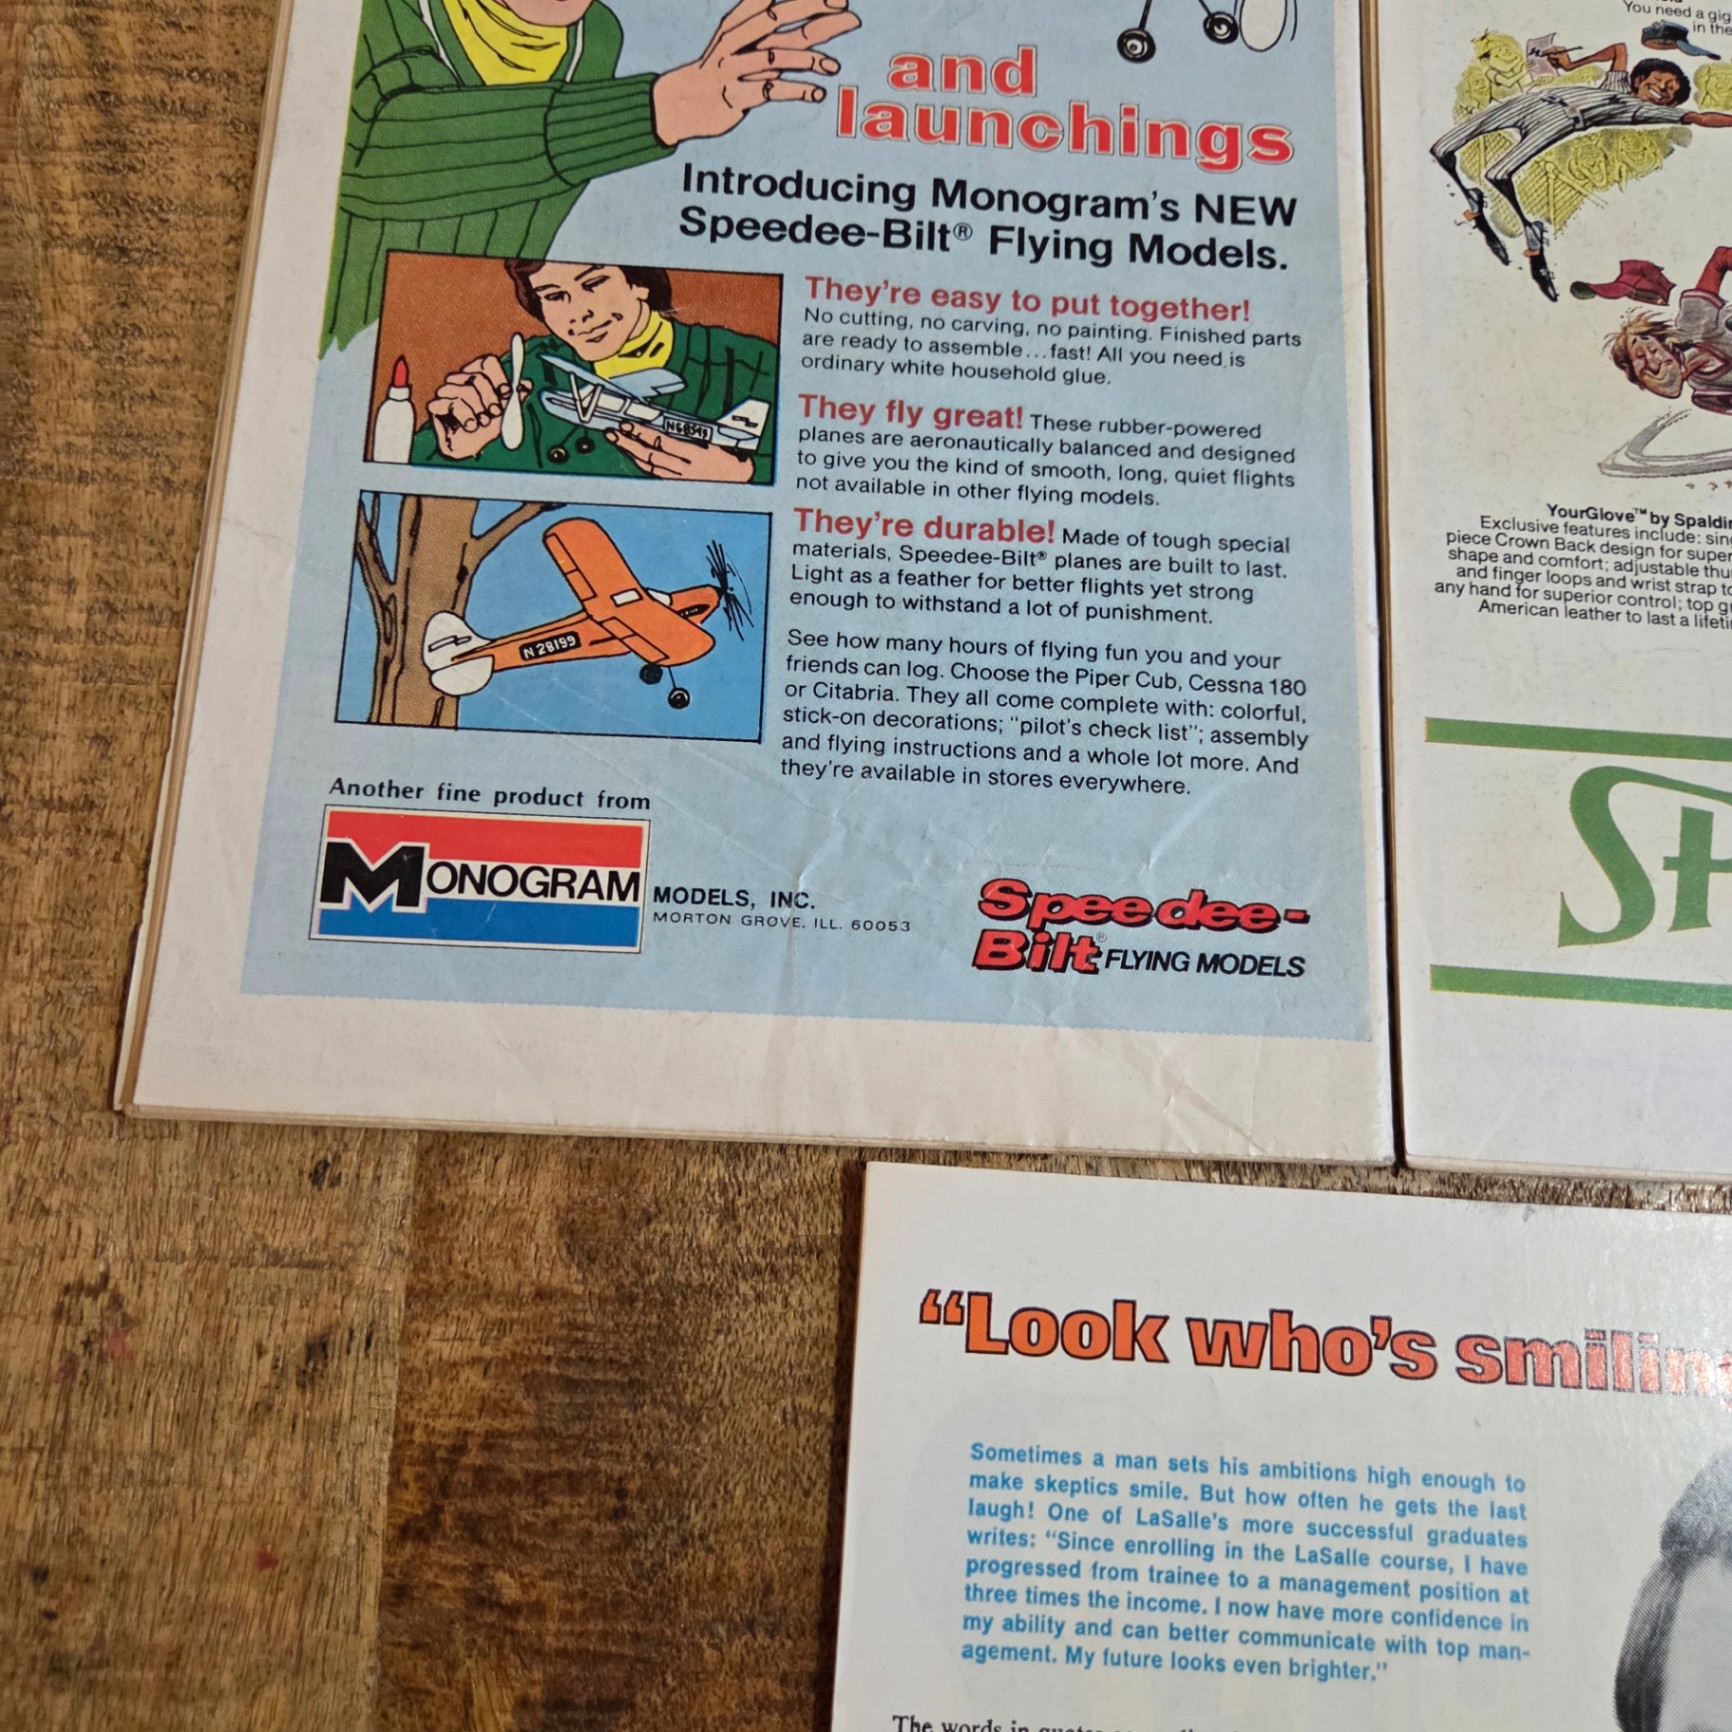 and
launchings
Introducing Monogram's NEW
Speedee-Bilt® Flying Models.
They're easy to put together!
No cutting, no carving, no painting. Finished parts
are ready to assemble...fast! All you need is
ordinary white household glue.
They fly great! These rubber-powered
planes are aeronautically balanced and designed
to give you the kind of smooth, long, quiet flights
not available in other flying models.
They're durable! Made of tough special
materials, Speedee-Bilt® planes are built to last.
Light as a feather for better flights yet strong
enough to withstand a lot of punishment.
See how many hours of flying fun you and your
friends can log. Choose the Piper Cub, Cessna 180
or Citabria. They all come complete with: colorful,
stick-on decorations; "pilot's check list"; assembly
and flying instructions and a whole lot more. And
they're available in stores everywhere.
N 28199
Another fine product from
MONOGRAM
MODELS, INC.
MORTON GROVE, ILL. 60053
Speedee-
Bilt® FLYING MODELS
You need a
in the
YourGlove™ by
Exclusive features include:
piece Crown Back design for
shape and comfort; adjustable
and finger loops and wrist strap
any hand for superior control; top
American leather to last a
SH
"Look who's
Sometimes a man sets his ambitions high enough to
make skeptics smile. But how often he gets the last
laugh! One of LaSalle's more successful graduates
writes: "Since enrolling in the LaSalle course, I have
progressed from trainee to a management position at
three times the income. I now have more confidence in
my ability and can better communicate with top man-
agement. My future looks even brighter."
The words in